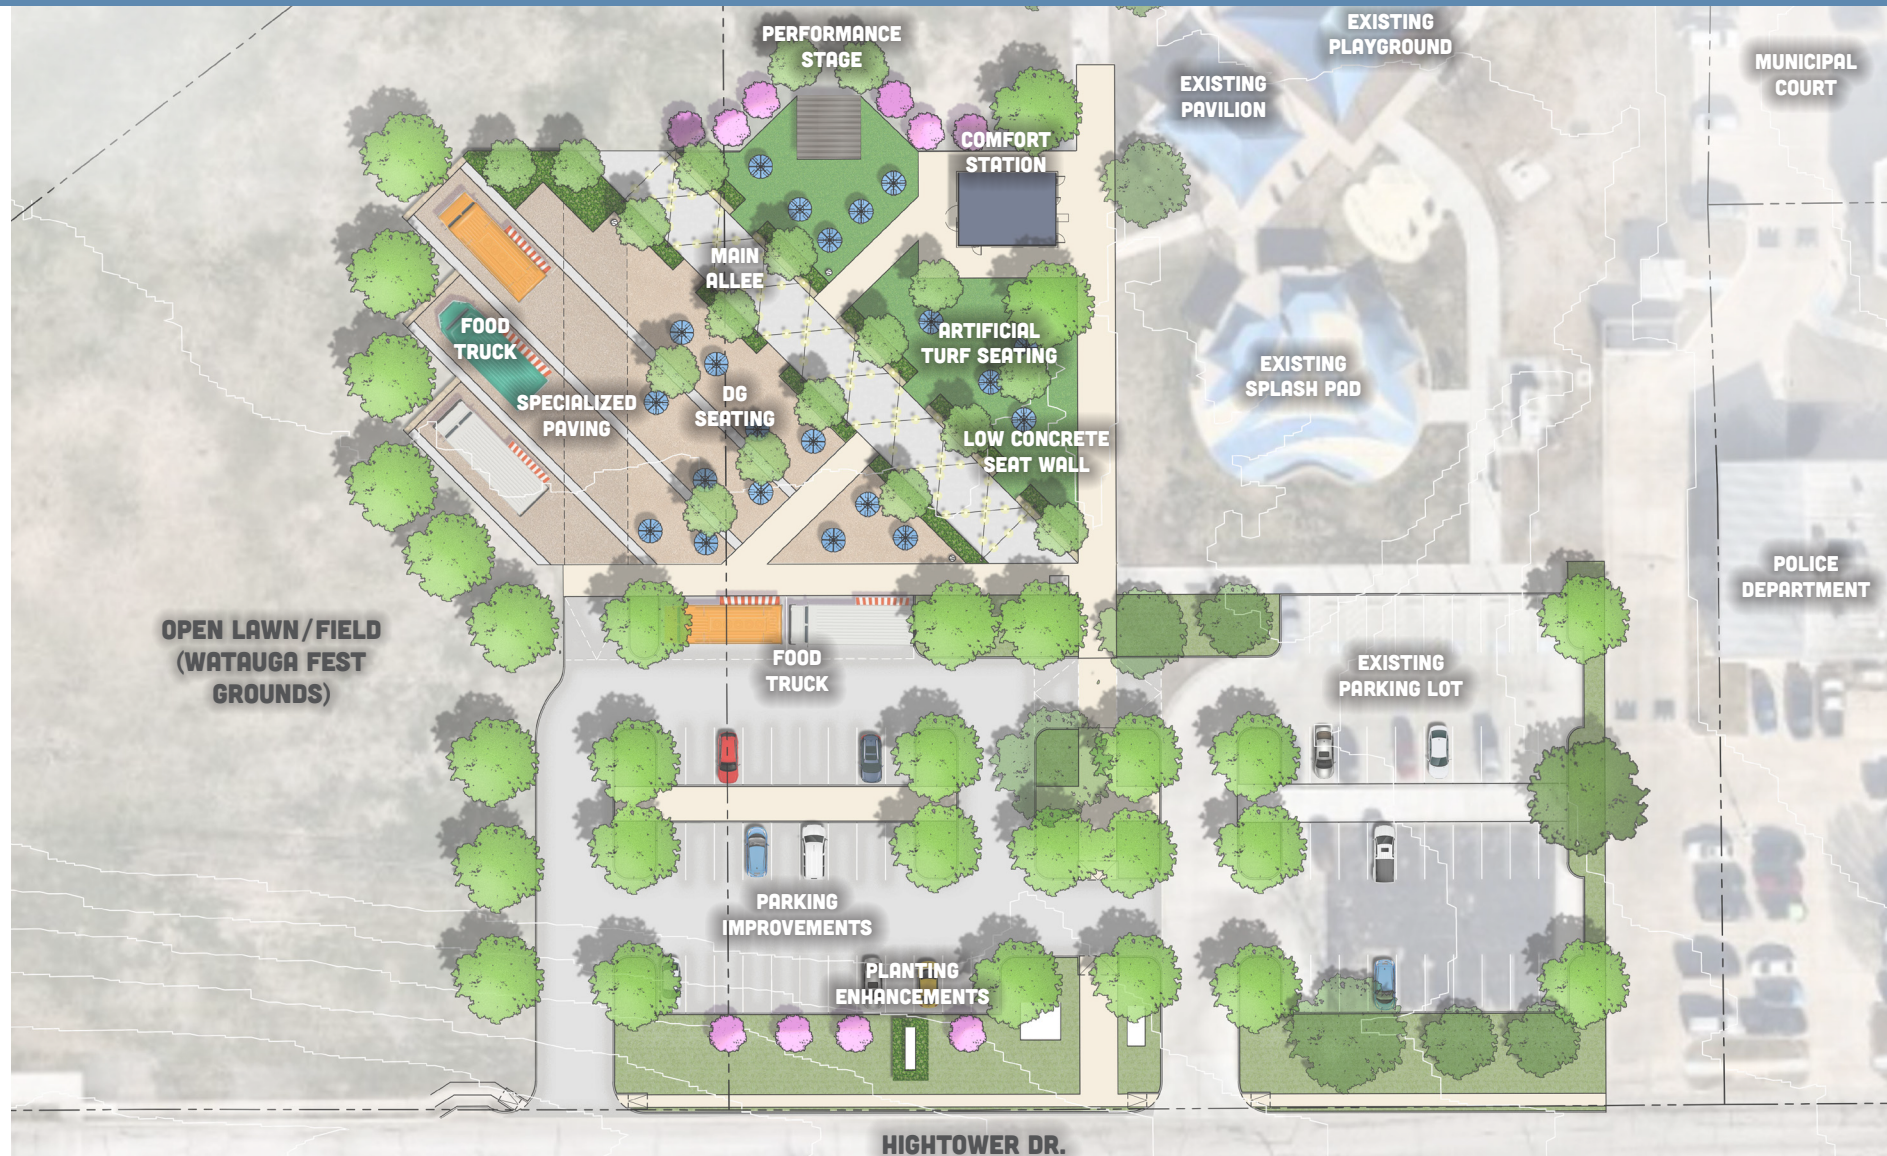 PERFORMANCE
STAGE
EXISTING
PLAYGROUND
MUNICIPAL
COURT
EXISTING
PAVILION
COMFORT
STATION
MAIN
ALLEE
FOOD
TRUCK
ARTIFICIAL
TURF SEATING
EXISTING
SPLASH PAD
SPECIALIZED
PAVING
DG
SEATING
LOW CONCRETE
SEAT WALL
POLICE
DEPARTMENT
OPEN LAWN/FIELD
(WATAUGA FEST
GROUNDS)
FOOD
TRUCK
EXISTING
PARKING LOT
PARKING
IMPROVEMENTS
PLANTING
ENHANCEMENTS
HIGHTOWER DR.